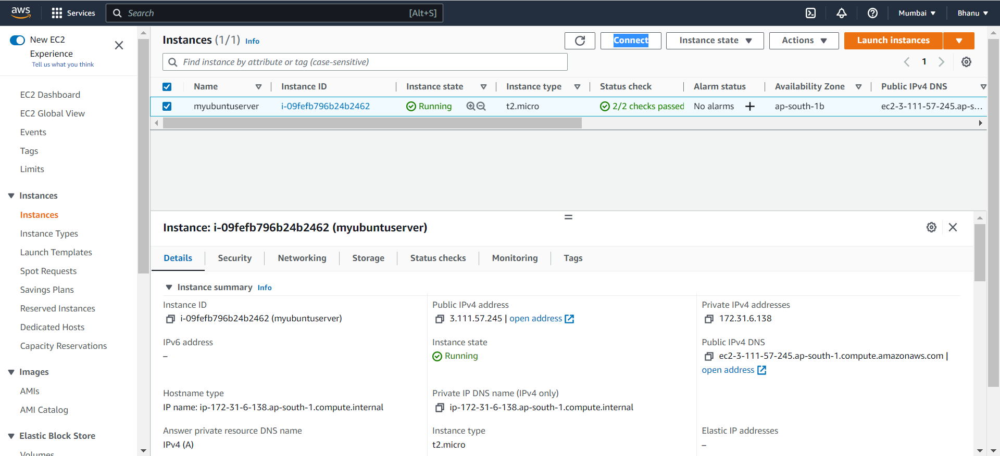 aws Services Search [Alt+S] Mumbai Bhanu
New EC2
Experience
Tell us what you think
EC2 Dashboard
EC2 Global View
Events
Tags
Limits
Instances
Instances
Instance Types
Launch Templates
Spot Requests
Savings Plans
Reserved Instances
Dedicated Hosts
Capacity Reservations
Images
AMIs
AMI Catalog
Elastic Block Store
Volumes
Instances (1/1) Info Connect Instance state Actions Launch instances
Find instance by attribute or tag (case-sensitive) 1
Name Instance ID Instance state Instance type Status check Alarm status Availability Zone Public IPv4 DNS
myubuntuserver i-09fefb796b24b2462 Running t2.micro 2/2 checks passed No alarms + ap-south-1b ec2-3-111-57-245.ap-s...
Instance: i-09fefb796b24b2462 (myubuntuserver)
Details Security Networking Storage Status checks Monitoring Tags
Instance summary Info
Instance ID Public IPv4 address Private IPv4 addresses
i-09fefb796b24b2462 (myubuntuserver) 3.111.57.245 | open address 172.31.6.138
IPv6 address Instance state Public IPv4 DNS
– Running ec2-3-111-57-245.ap-south-1.compute.amazonaws.com |
open address
Hostname type Private IP DNS name (IPv4 only)
IP name: ip-172-31-6-138.ap-south-1.compute.internal ip-172-31-6-138.ap-south-1.compute.internal
Answer private resource DNS name Instance type Elastic IP addresses
IPv4 (A) t2.micro –